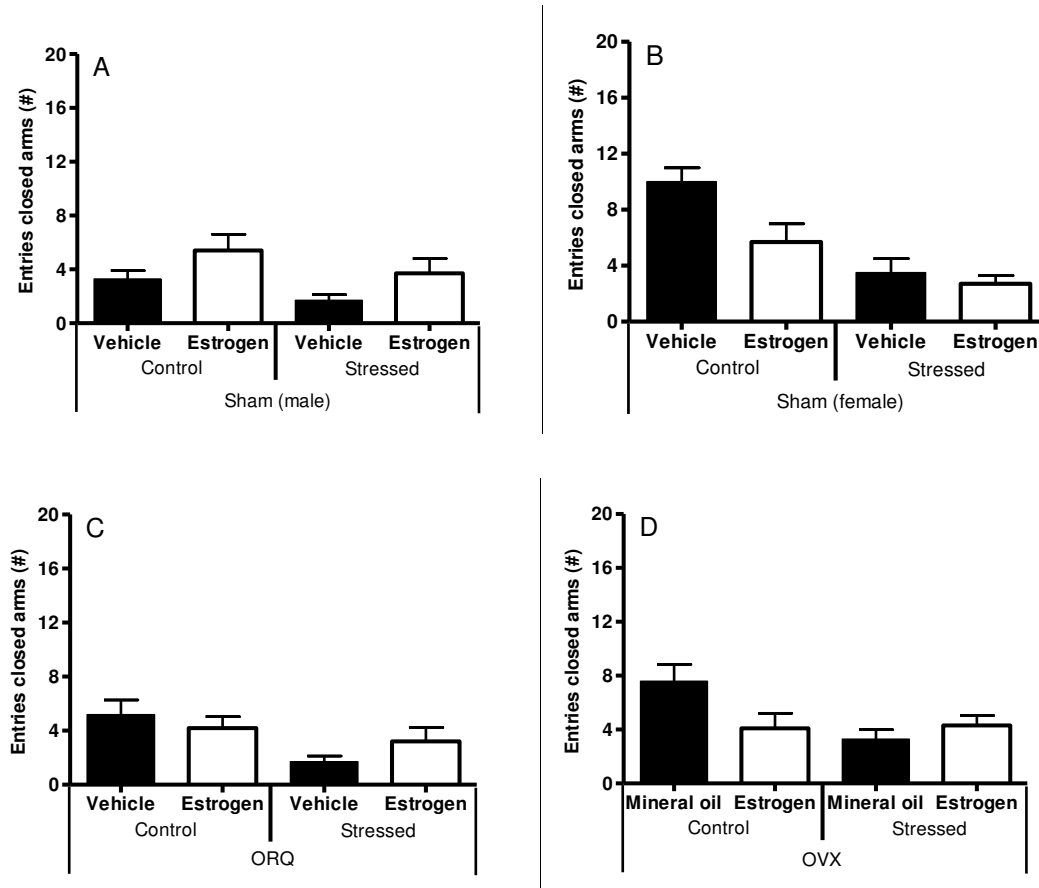 A
Entries closed arms (#)
20
16
12
8
4
0
Vehicle Estrogen Vehicle Estrogen
Control Stressed
Sham (male)
B
Entries closed arms (#)
20
16
12
8
4
0
Vehicle Estrogen Vehicle Estrogen
Control Stressed
Sham (female)
C
Entries closed arms (#)
20
16
12
8
4
0
Vehicle Estrogen Vehicle Estrogen
Control Stressed
ORQ
D
Entries closed arms (#)
20
16
12
8
4
0
Mineral oil Estrogen Mineral oil Estrogen
Control Stressed
OVX